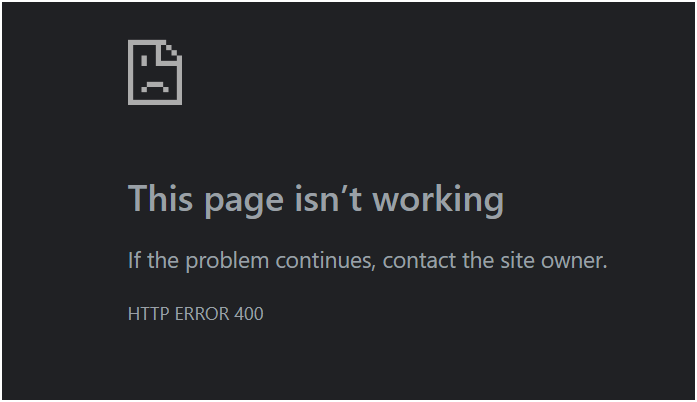 This page isn’t working
If the problem continues, contact the site owner.
HTTP ERROR 400